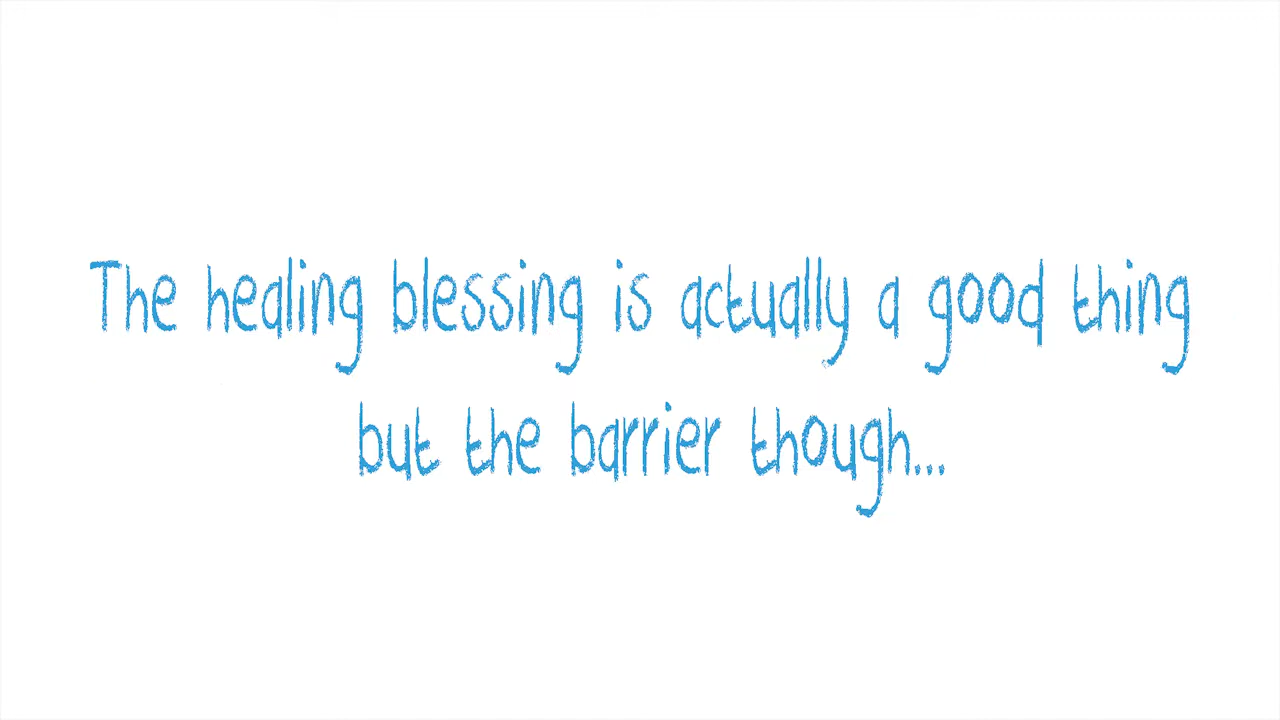 The healing blessing is actually a good thing
but the barrier though...